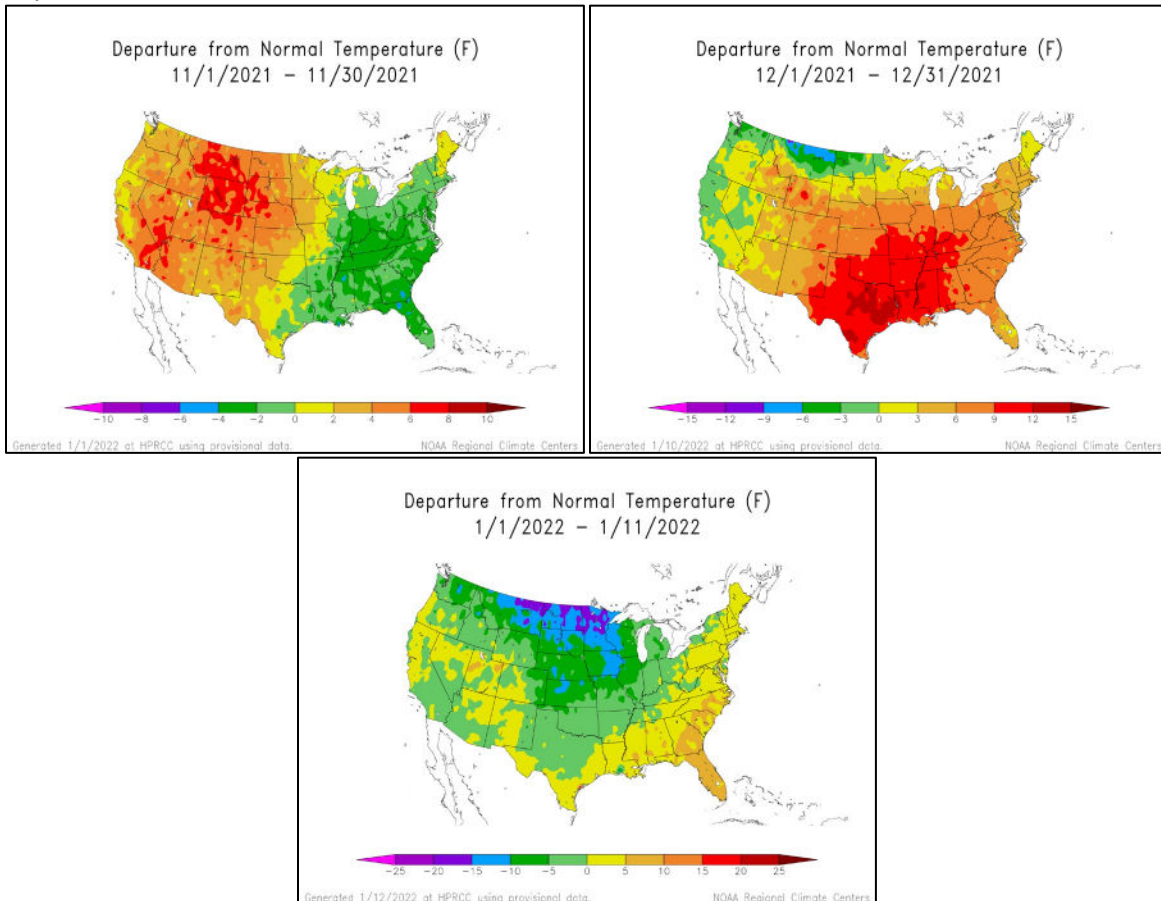 Departure from Normal Temperature (F)
11/1/2021 – 11/30/2021
-10 -8 -6 -4 -2 0 2 4 6 8 10
Generated 1/1/2022 at HPRCC using provisional data. NOAA Regional Climate Centers
Departure from Normal Temperature (F)
12/1/2021 – 12/31/2021
-15 -12 -9 -6 -3 0 3 6 9 12 15
Generated 1/10/2022 at HPRCC using provisional data. NOAA Regional Climate Centers
Departure from Normal Temperature (F)
1/1/2022 – 1/11/2022
-25 -20 -15 -10 -5 0 5 10 15 20 25
Generated 1/12/2022 at HPRCC using provisional data. NOAA Regional Climate Centers